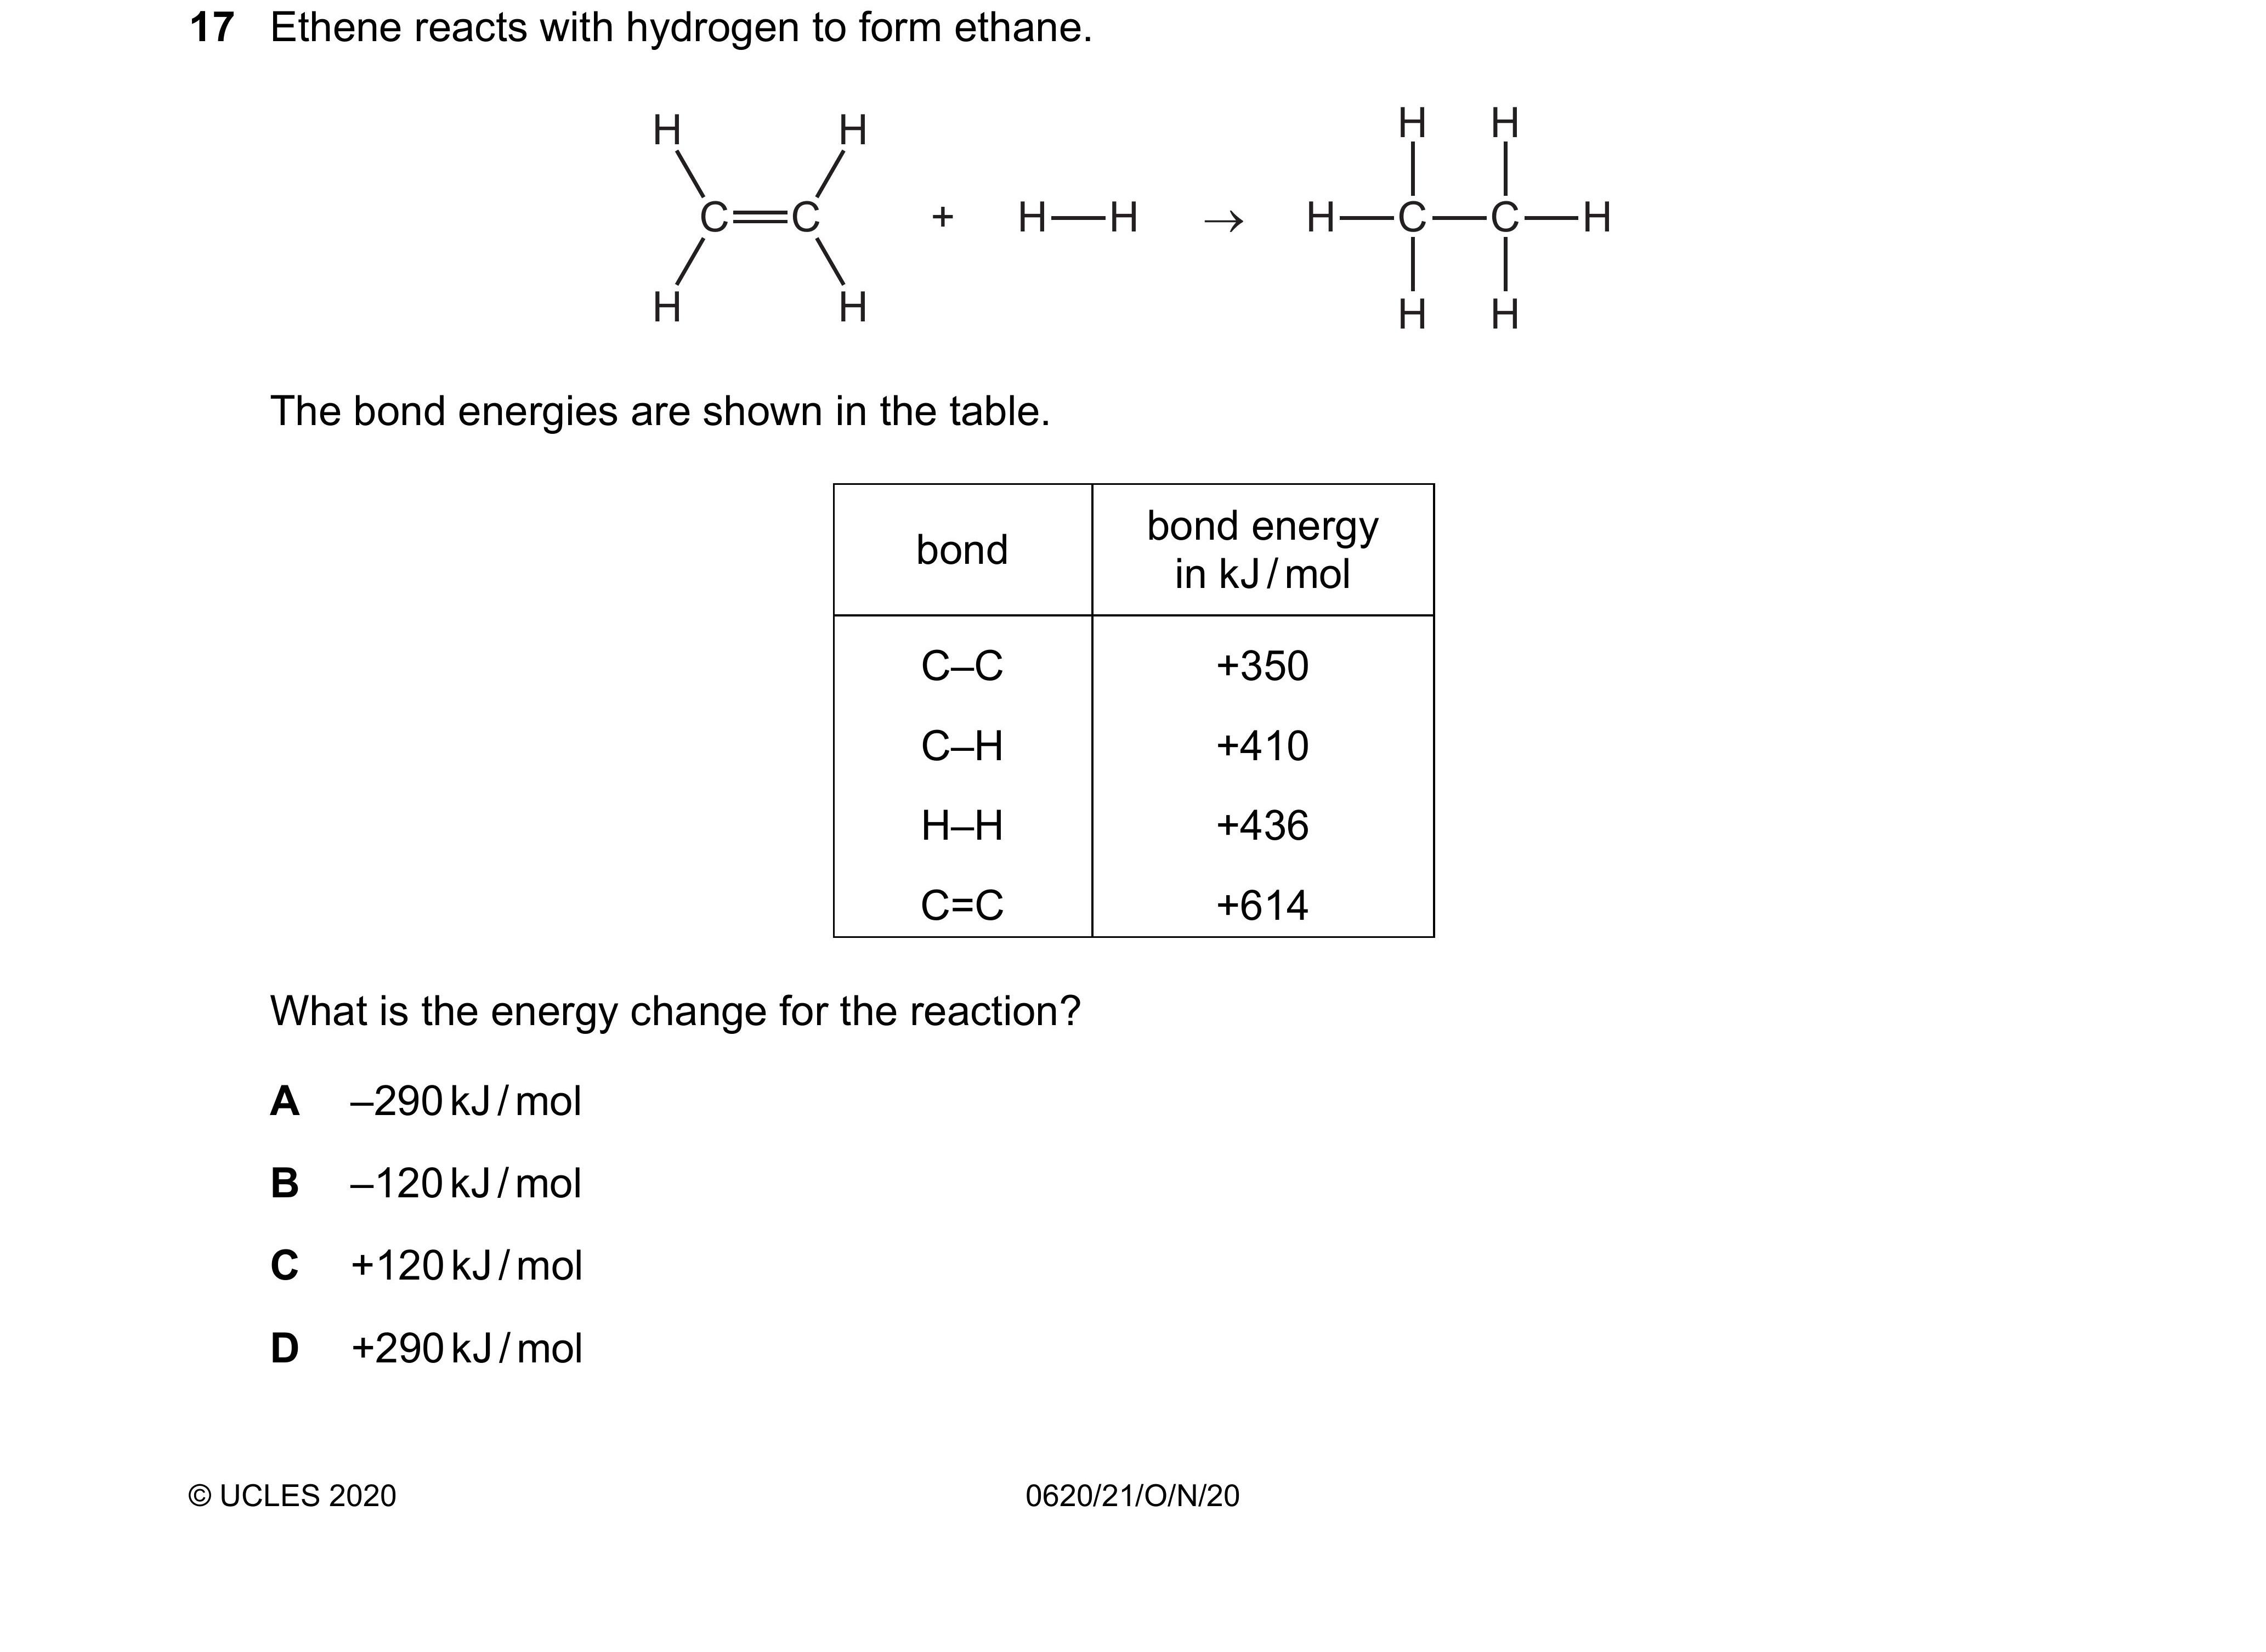 17 Ethene reacts with hydrogen to form ethane.
H H H H
C C + H H → H C C H
H H H H
The bond energies are shown in the table.
bond bond energy
in kJ / mol
C–C +350
C–H +410
H–H +436
C=C +614
What is the energy change for the reaction?
A –290 kJ / mol
B –120 kJ / mol
C +120 kJ / mol
D +290 kJ / mol
© UCLES 2020 0620/21/O/N/20